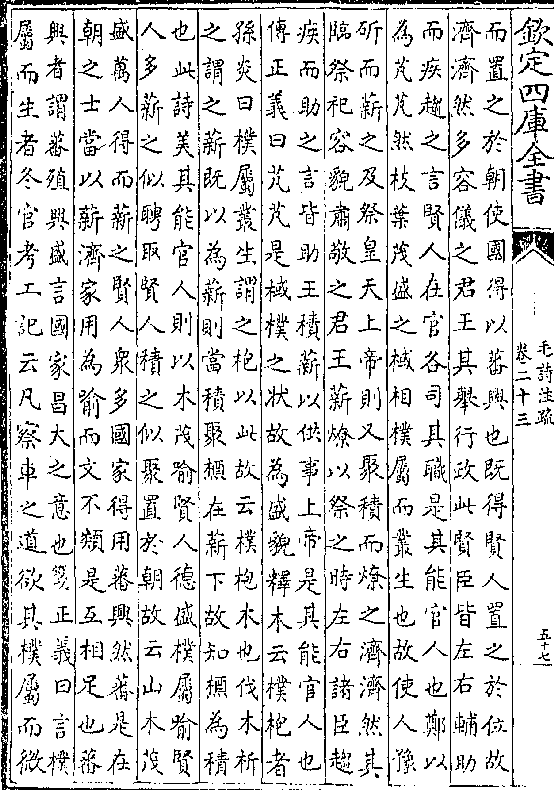 欽定四庫全書
毛詩注疏
卷二十三
五十七
而置之於朝使國得以蕃興也既得賢人置之於位故
濟濟然多容儀之君王其舉行政此賢臣皆左右輔助
而疾趨之言賢人在官各司其職是其能官人也鄭以
為芃芃然枝葉茂盛之棫相樸屬而叢生也故使人豫
斫而薪之及祭皇天上帝則又聚積而燎之濟濟然其
臨祭祀容貌肅敬之君王薪燎以祭之時左右諸臣趨
疾而助之言皆助王積薪以供事上帝是其能官人也
傳正義曰芃芃是棫樸之狀故為盛貌釋木云樸枹者
孫炎曰樸屬叢生謂之枹以此故云樸枹木也伐木析
之謂之薪既以為薪則當積聚槱在薪下故知槱為積
也此詩美其能官人則以木茂喻賢人德盛樸屬喻賢
人多薪之似聘取賢人積之似聚置於朝故云山木茂
盛萬人得而薪之賢人衆多國家得用蕃興然蕃是在
朝之士當以薪濟家用為喻而文不類是互相足也蕃
興者謂蕃殖興盛言國家昌大之意也箋正義曰言樸
屬而生者冬官考工記云凡察車之道欲其樸屬而微